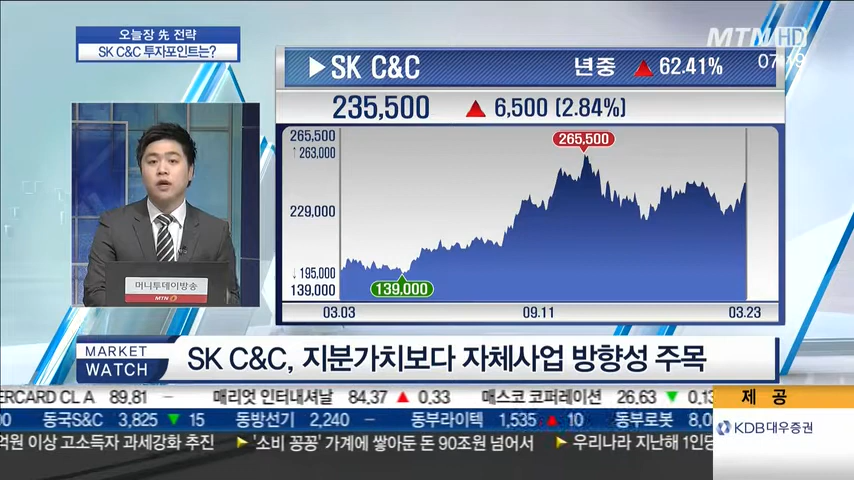 오늘장 先 전략
SK C&C 투자포인트는?
MTN HD
07:19
▶SK C&C 년중 ▲ 62.41%
235,500 ▲ 6,500 (2.84%)
265,500
↑263,000
229,000
↓195,000
139,000
265,500
139,000
03.03 09.11 03.23
머니투데이방송
MTN
MARKET WATCH
SK C&C, 지분가치보다 자체사업 방향성 주목
ERCARD CL A 89,81 – 매리엇 인터내셔날 84,37 ▲ 0,33 매스코 코퍼레이션 26,63 ▼ 0,13
00 – 동국S&C 3,825 ▼ 15 동방선기 2,240 – 동부라이텍 1,535 ▲ 10 동부로봇 8,0
억원 이상 고소득자 과세강화 추진 ▶'소비 꽁꽁' 가계에 쌓아둔 돈 90조원 넘어서 ▶우리나라 지난해 1인당
제 공
KDB대우증권